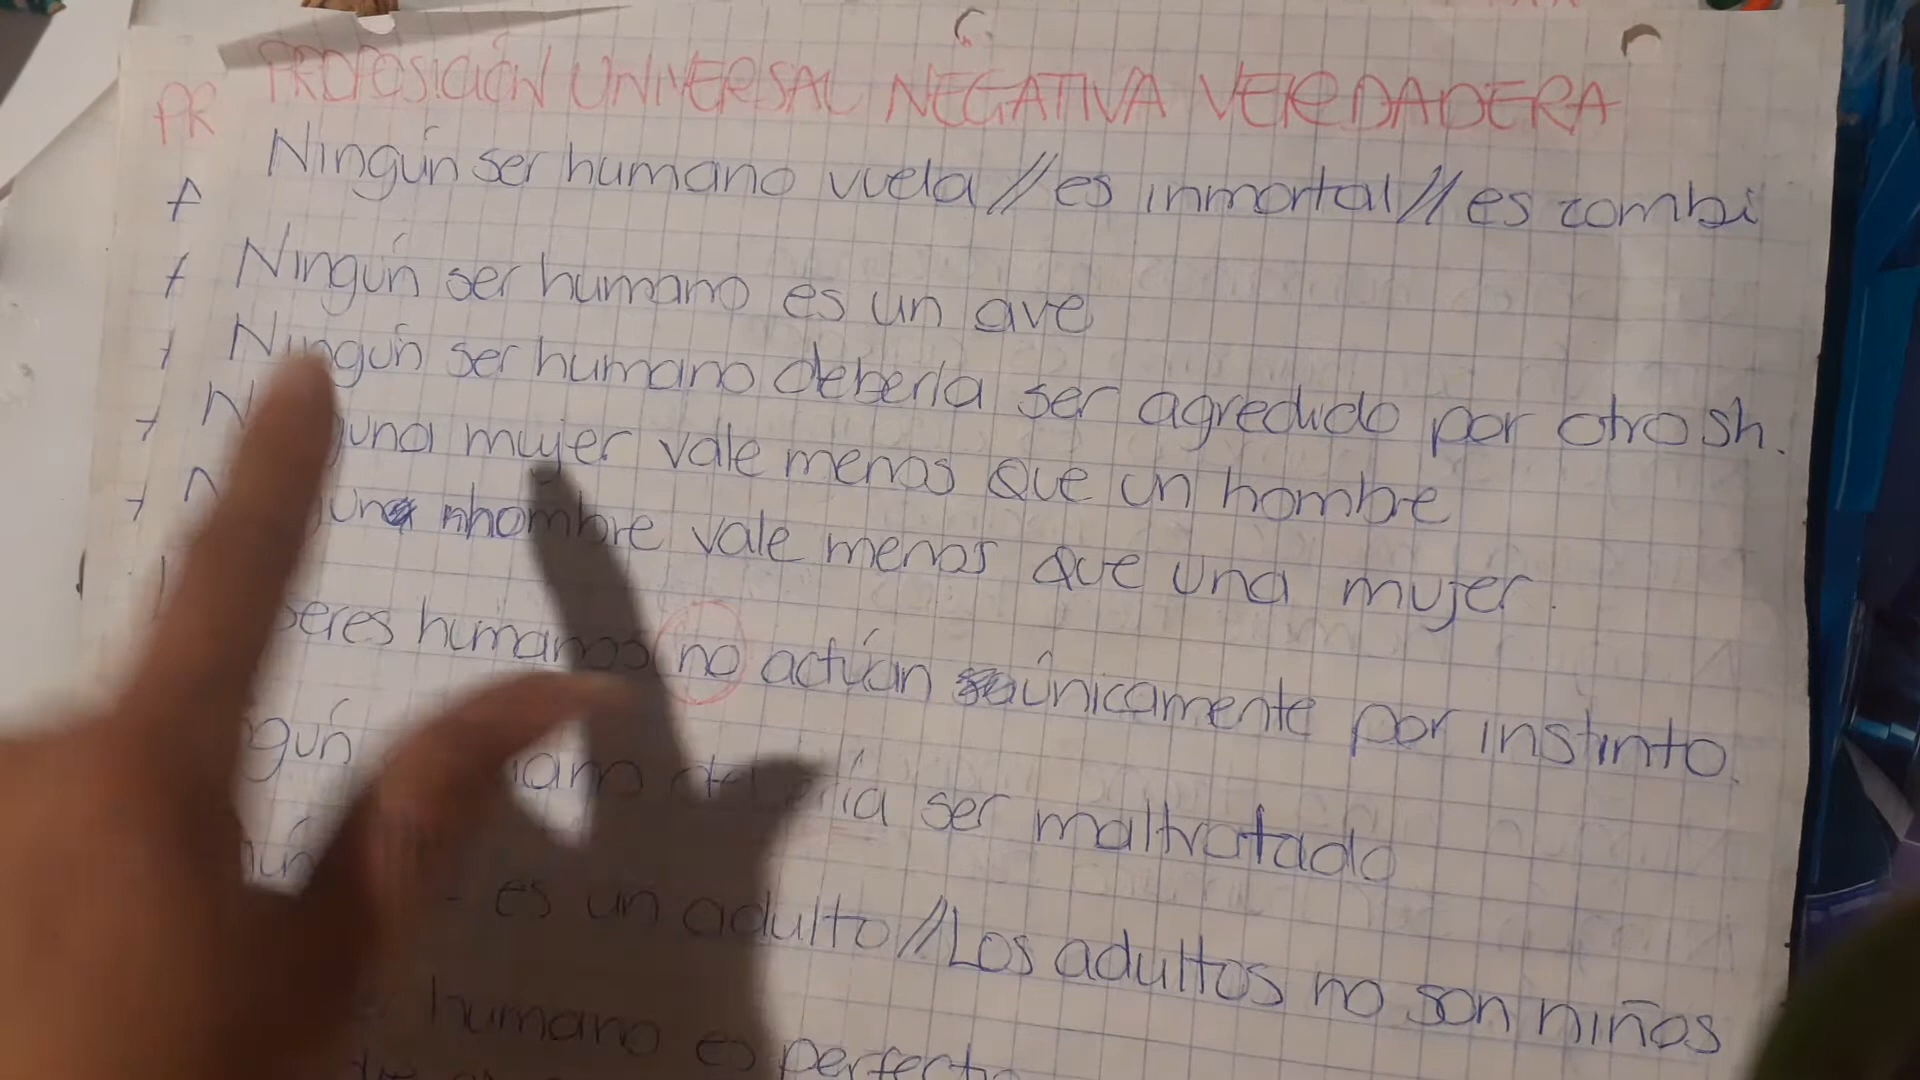 PROPOSICIÓN UNIVERSAL NEGATIVA VERDADERA
PR
Ningún ser humano vuela // es inmortal // es zombi
Ningún ser humano es un ave
Ningún ser humano debería ser agredido por otro sh.
mujer vale menos que un hombre
hombre vale menos que una mujer.
seres humanos no actúan únicamente por instinto.
ser maltratado
es un adulto // Los adultos no son niños
humano es